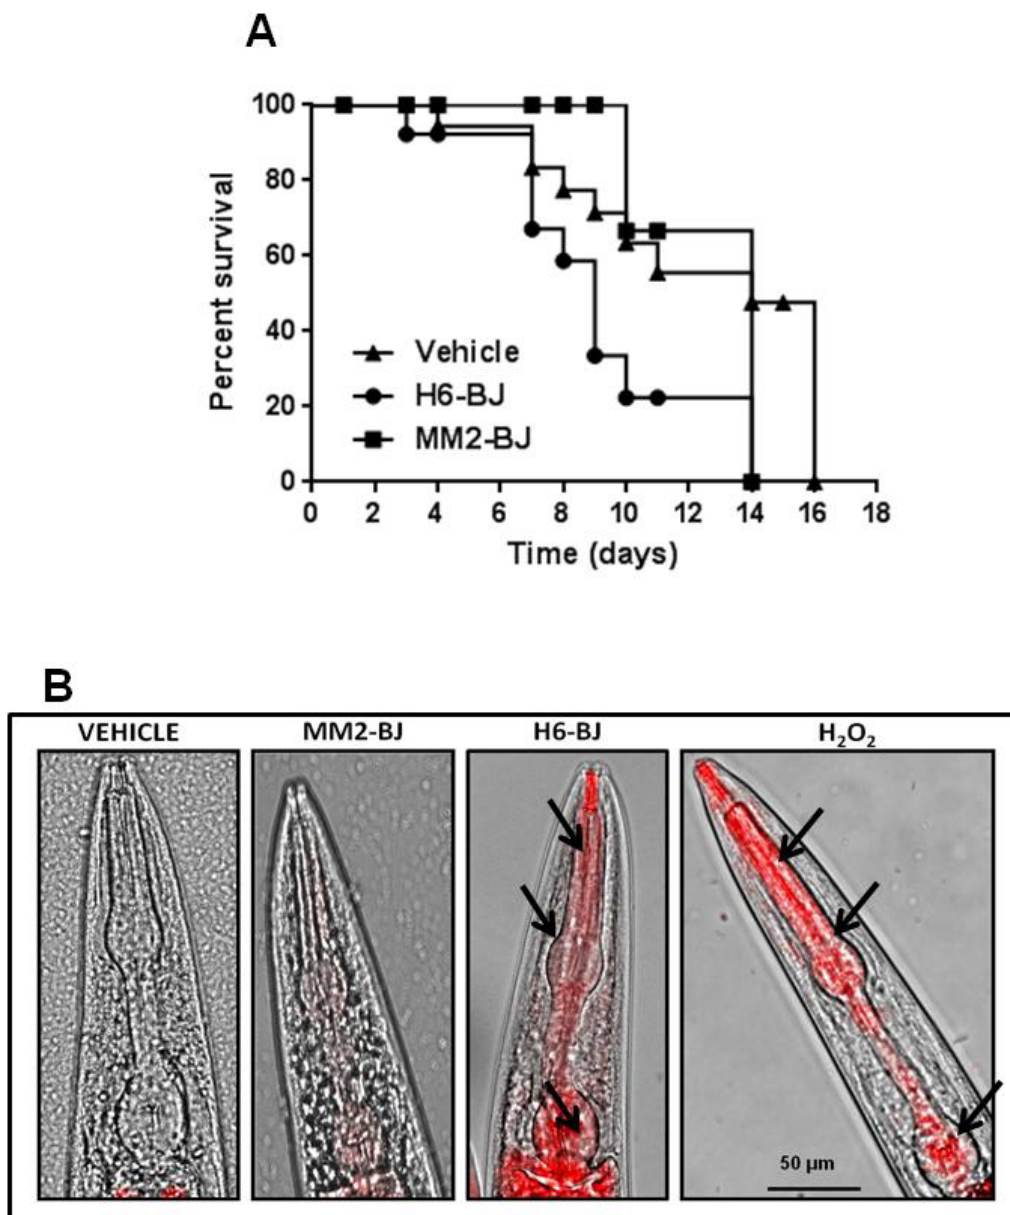 A
100
80
60
40
20
0
Percent survival
Vehicle
H6-BJ
MM2-BJ
0 2 4 6 8 10 12 14 16 18
Time (days)
B
VEHICLE MM2-BJ H6-BJ H₂O₂
50 µm